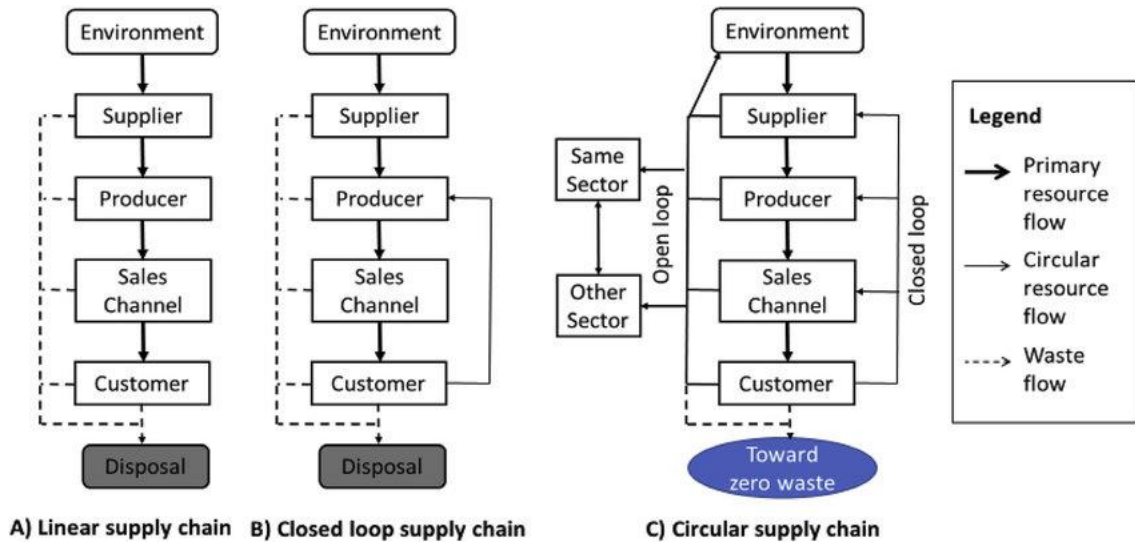 Environment
Supplier
Producer
Sales
Channel
Customer
Disposal
A) Linear supply chain
Environment
Supplier
Producer
Sales
Channel
Customer
Disposal
B) Closed loop supply chain
Environment
Supplier
Producer
Sales
Channel
Customer
Same
Sector
Other
Sector
Open loop
Closed loop
Toward
zero waste
C) Circular supply chain
Legend
Primary
resource
flow
Circular
resource
flow
Waste
flow